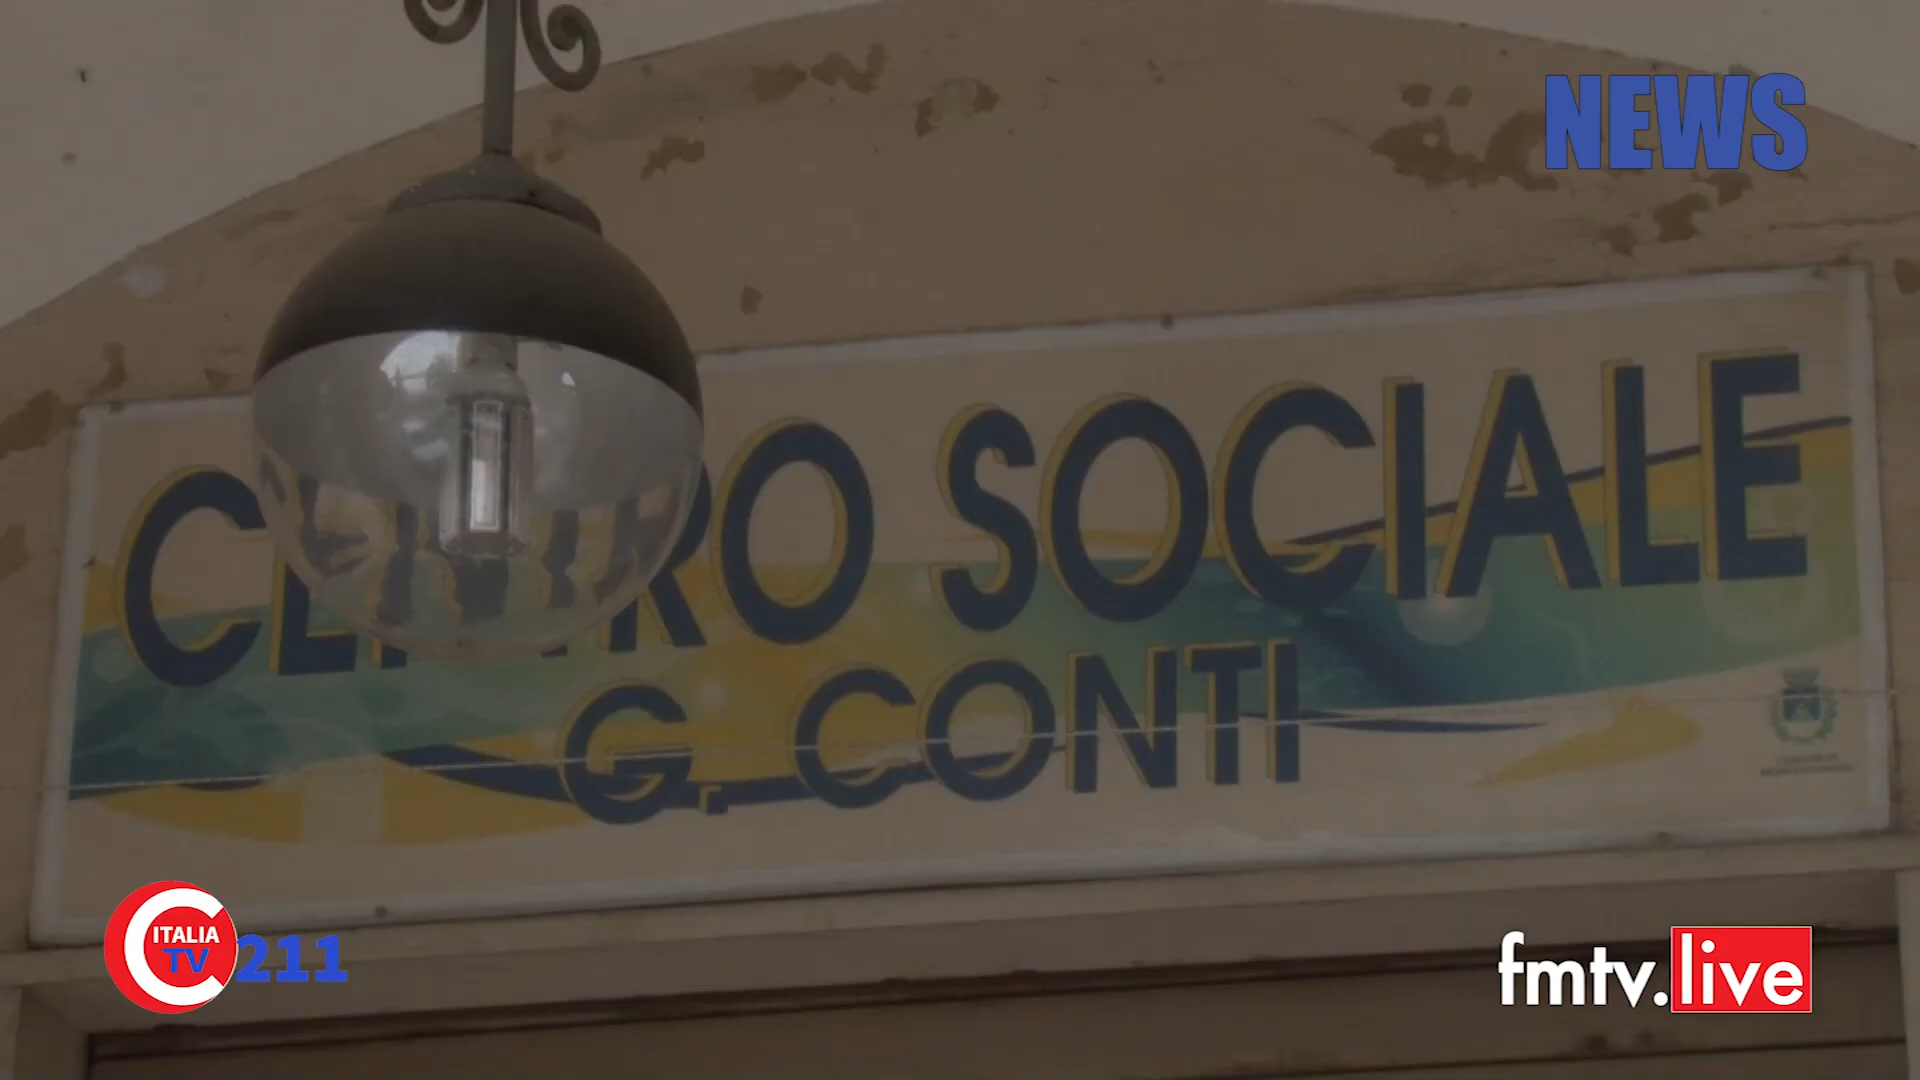 NEWS
CENTRO SOCIALE
G. CONTI
ITALIA
TV
211
fmtv.live